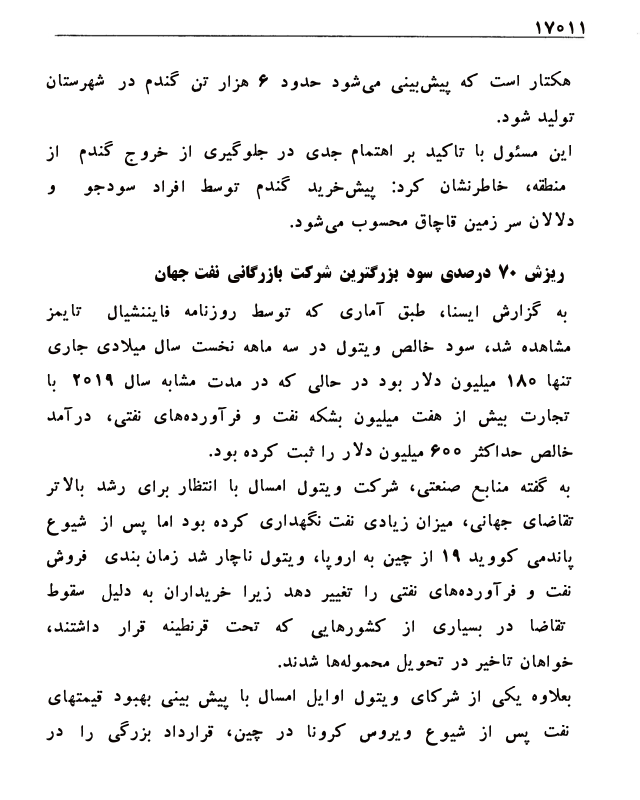 ۱۷۰۱۱
هکتار است که پیش‌بینی می‌شود حدود ۶ هزار تن گندم در شهرستان
تولید شود.
این مسئول با تاکید بر اهتمام جدی در جلوگیری از خروج گندم از
منطقه، خاطرنشان کرد: پیش‌خرید گندم توسط افراد سودجو و
دلالان سر زمین قاچاق محسوب می‌شود.
ریزش ۷۰ درصدی سود بزرگترین شرکت بازرگانی نفت جهان
به گزارش ایسنا، طبق آماری که توسط روزنامه فایننشیال تایمز
مشاهده شد، سود خالص ویتول در سه ماهه نخست سال میلادی جاری
تنها ۱۸۰ میلیون دلار بود در حالی که در مدت مشابه سال ۲۰۱۹ با
تجارت بیش از هفت میلیون بشکه نفت و فرآورده‌های نفتی، درآمد
خالص حداکثر ۶۰۰ میلیون دلار را ثبت کرده بود.
به گفته منابع صنعتی، شرکت ویتول امسال با انتظار برای رشد بالاتر
تقاضای جهانی، میزان زیادی نفت نگهداری کرده بود اما پس از شیوع
پاندمی کووید ۱۹ از چین به اروپا، ویتول ناچار شد زمان بندی فروش
نفت و فرآورده‌های نفتی را تغییر دهد زیرا خریداران به دلیل سقوط
تقاضا در بسیاری از کشورهایی که تحت قرنطینه قرار داشتند،
خواهان تاخیر در تحویل محموله‌ها شدند.
بعلاوه یکی از شرکای ویتول اوایل امسال با پیش بینی بهبود قیمتهای
نفت پس از شیوع ویروس کرونا در چین، قرارداد بزرگی را در